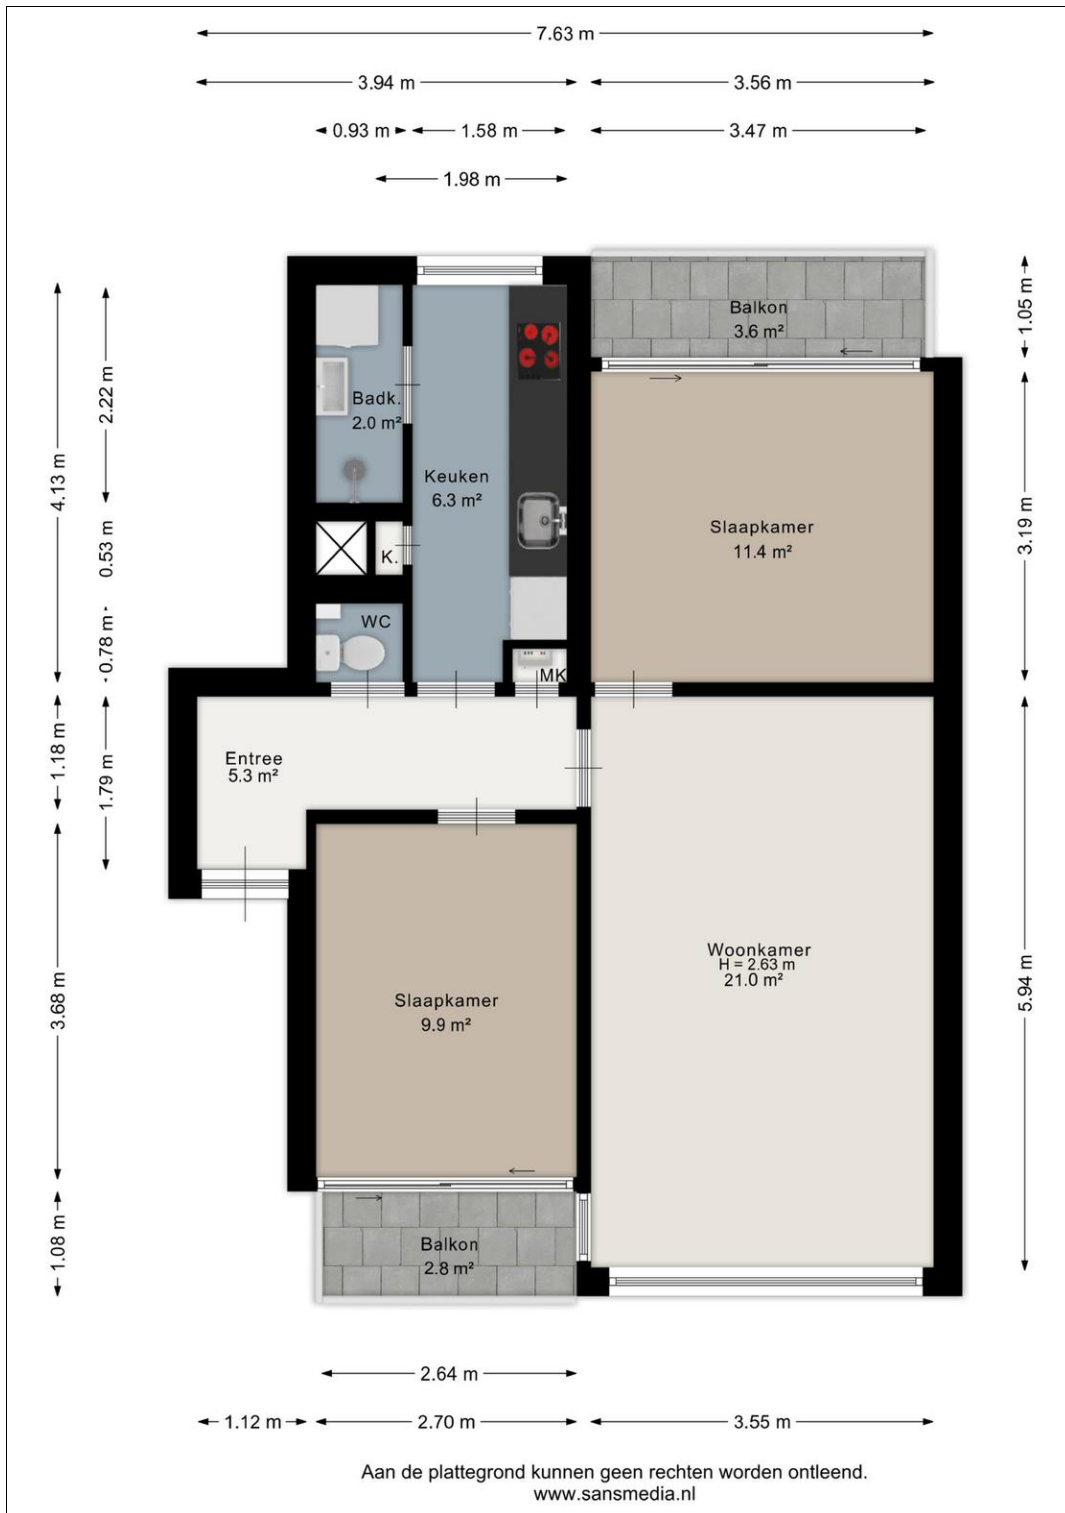 7.63 m
3.94 m
3.56 m
0.93 m
1.58 m
3.47 m
1.98 m
4.13 m
1.18 m
3.68 m
1.08 m
2.22 m
0.53 m
0.78 m
1.79 m
Badk.
2.0 m²
Keuken
6.3 m²
K.
WC
MK
Balkon
3.6 m²
Slaapkamer
11.4 m²
Entree
5.3 m²
Woonkamer
H = 2.63 m
21.0 m²
Slaapkamer
9.9 m²
Balkon
2.8 m²
1.05 m
3.19 m
5.94 m
2.64 m
1.12 m
2.70 m
3.55 m
Aan de plattegrond kunnen geen rechten worden ontleend.
www.sansmedia.nl